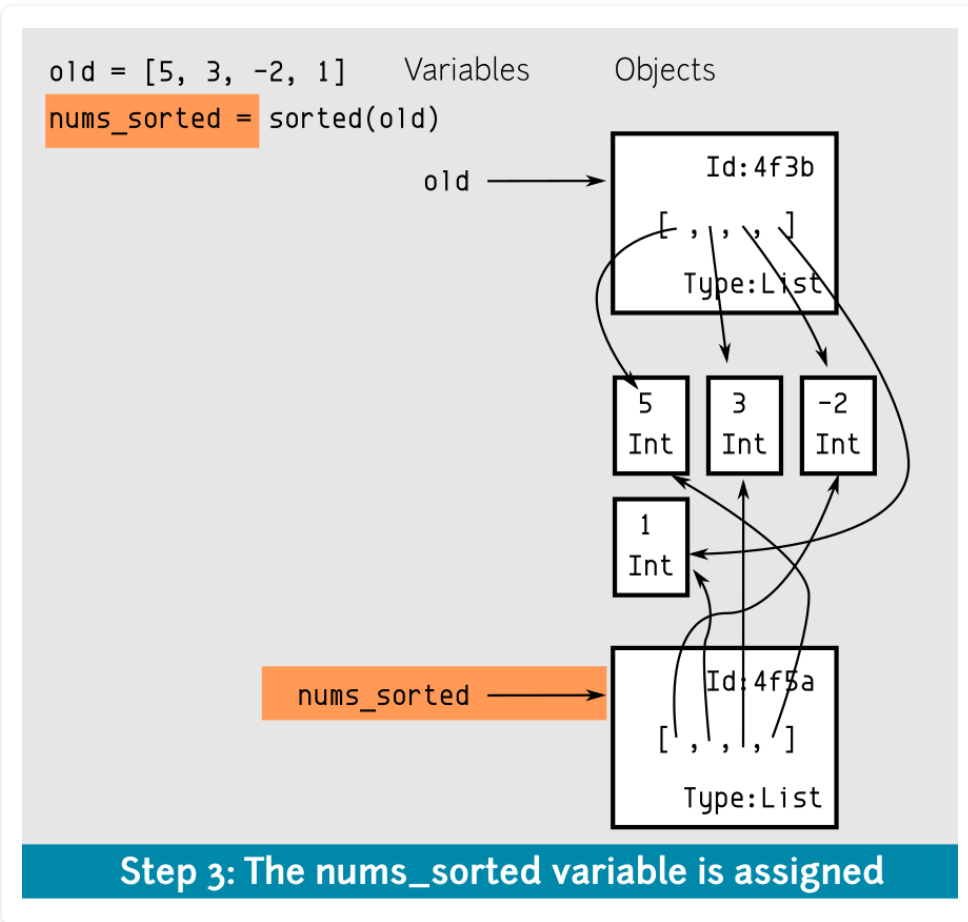 old = [5, 3, -2, 1] Variables Objects
nums_sorted = sorted(old)
old
Id:4f3b
[ , , , ]
Type:List
5 3 -2
Int Int Int
1
Int
nums_sorted
Id:4f5a
[ , , , ]
Type:List
Step 3: The nums_sorted variable is assigned